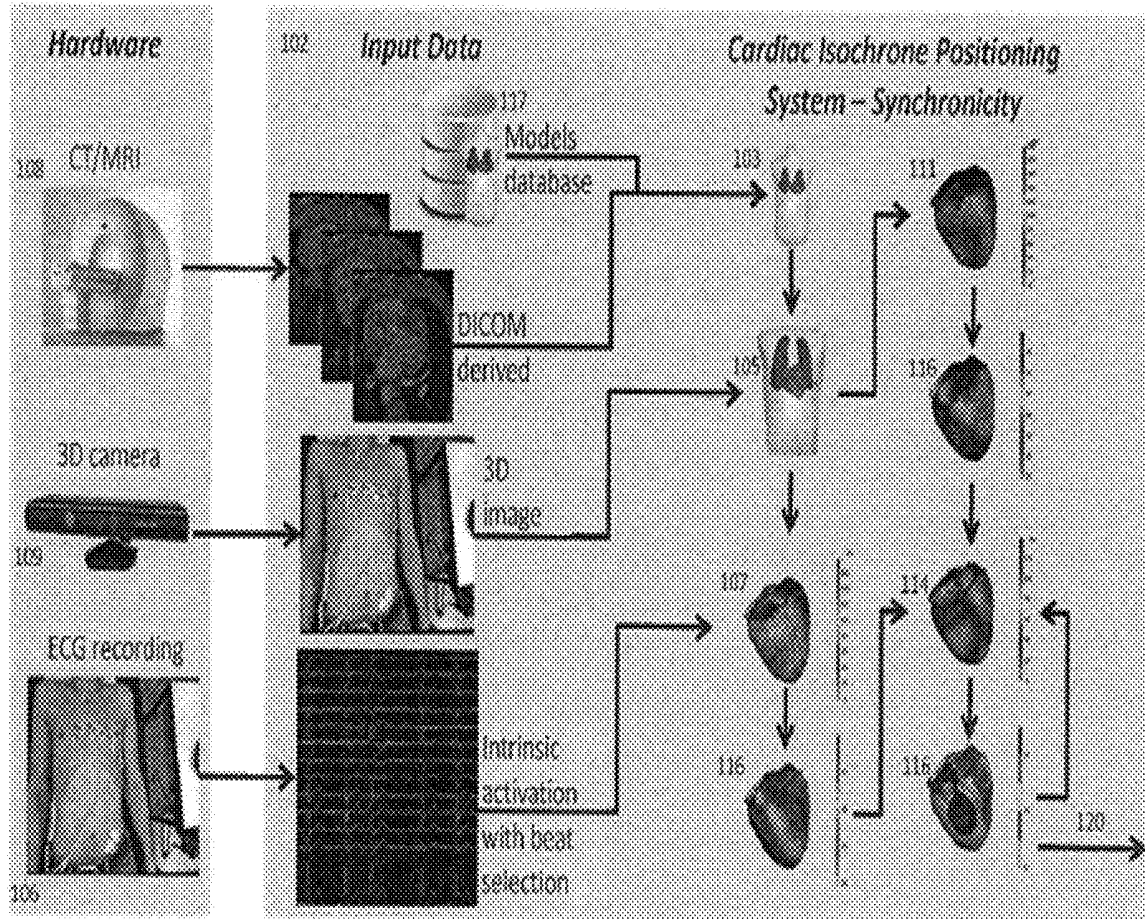 Hardware
102
Input Data
Cardiac Isochrone Positioning
System – Synchronicity
108
CT/MRI
117
Models
database
103
111
DICOM
derived
105
116
3D camera
109
3D
image
107
114
ECG recording
106
Intrinsic
activation
with beat
selection
116
116
120